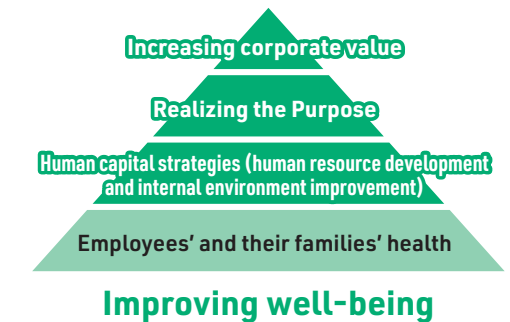 Increasing corporate value
Realizing the Purpose
Human capital strategies (human resource development
and internal environment improvement)
Employees’ and their families’ health
Improving well-being